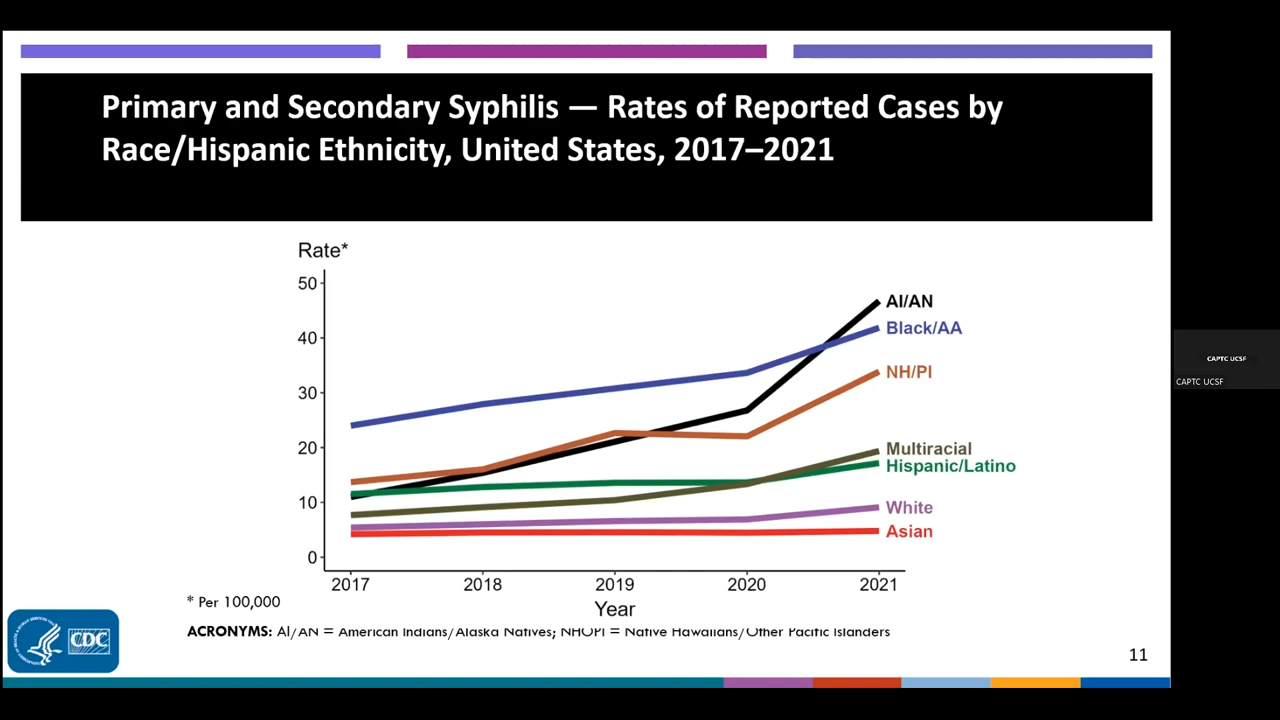 Primary and Secondary Syphilis — Rates of Reported Cases by
Race/Hispanic Ethnicity, United States, 2017–2021
Rate*
50
40
30
20
10
0
AI/AN
Black/AA
NH/PI
Multiracial
Hispanic/Latino
White
Asian
2017 2018 2019 2020 2021
Year
* Per 100,000
ACRONYMS: AI/AN = American Indians/Alaska Natives; NHOPI = Native Hawaiians/Other Pacific Islanders
CDC
11
CAPTC UCSF
CAPTC UCSF